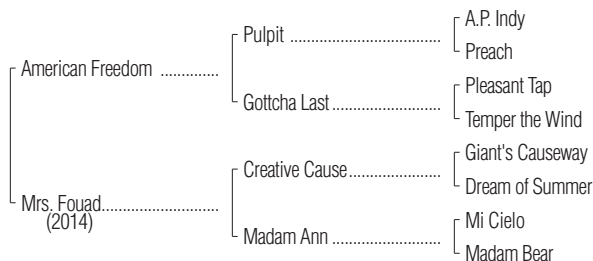 American Freedom ..............
Mrs. Fouad............................
(2014)
Pulpit ....................................
Gottcha Last..........................
Creative Cause......................
Madam Ann ..........................
A.P. Indy
Preach
Pleasant Tap
Temper the Wind
Giant's Causeway
Dream of Summer
Mi Cielo
Madam Bear